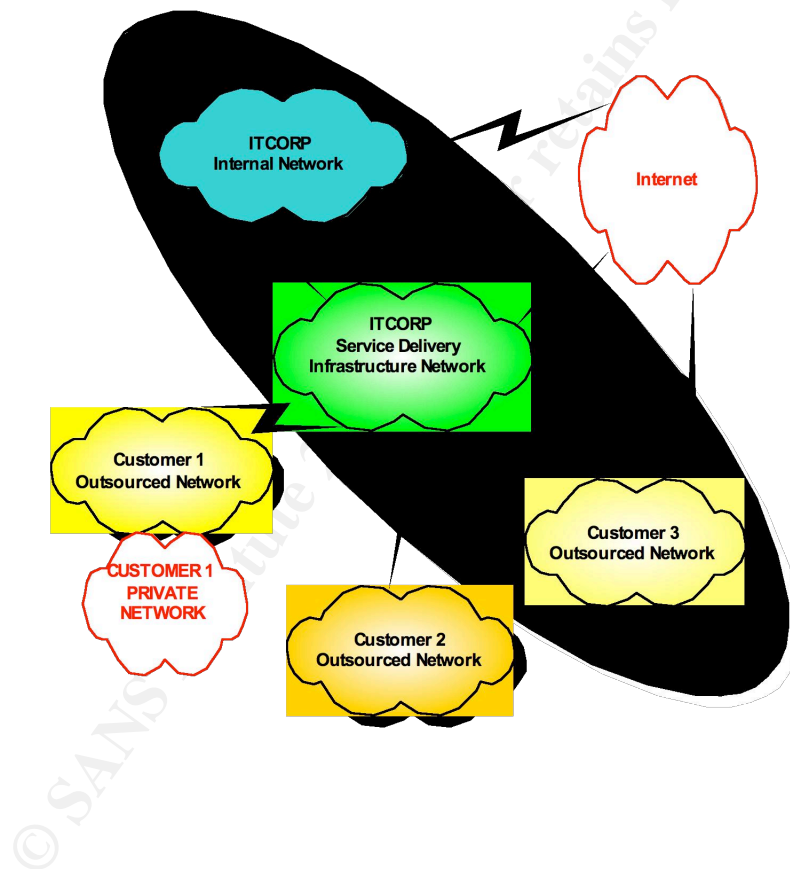 ITCORP
Internal Network
Internet
ITCORP
Service Delivery
Infrastructure Network
Customer 1
Outsourced Network
Customer 3
Outsourced Network
CUSTOMER 1
PRIVATE
NETWORK
Customer 2
Outsourced Network
© SANS
tute
retains